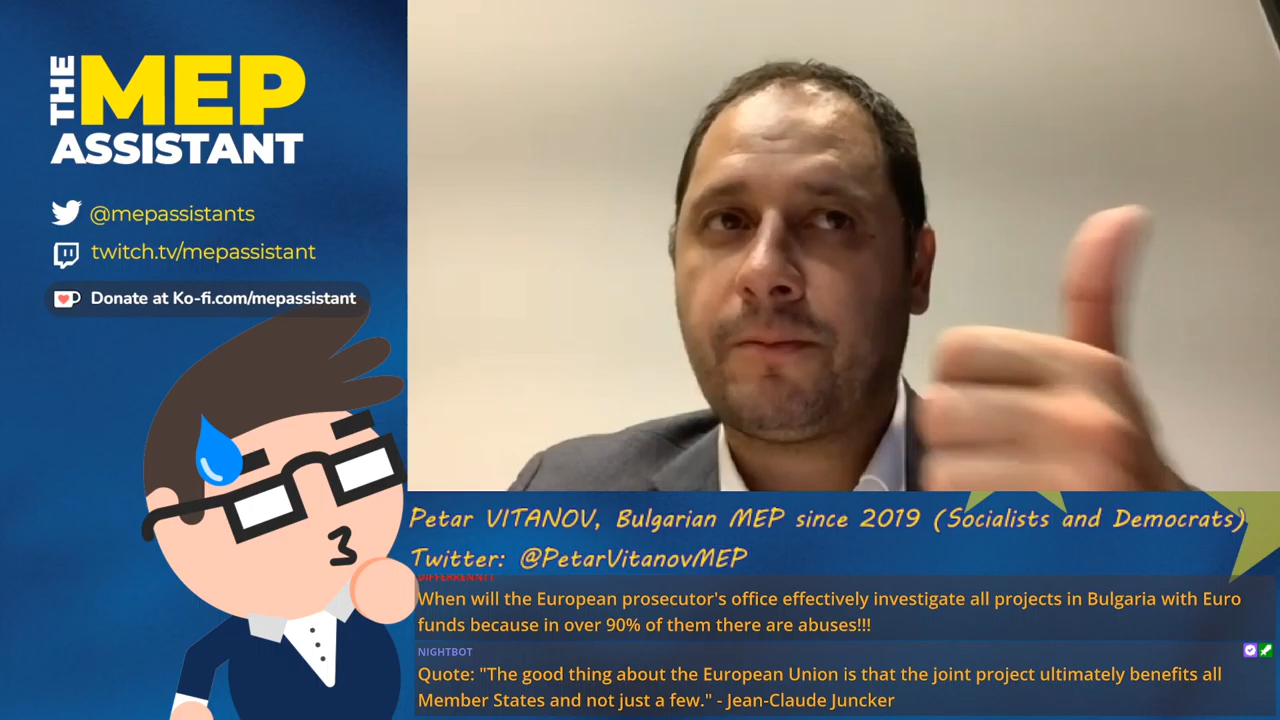 THE MEP
ASSISTANT
@mepassistants
twitch.tv/mepassistant
Donate at Ko-fi.com/mepassistant
Petar VITANOV, Bulgarian MEP since 2019 (Socialists and Democrats)
Twitter: @PetarVitanovMEP
When will the European prosecutor's office effectively investigate all projects in Bulgaria with Euro
funds because in over 90% of them there are abuses!!!
NIGHTBOT
Quote: "The good thing about the European Union is that the joint project ultimately benefits all
Member States and not just a few." - Jean-Claude Juncker